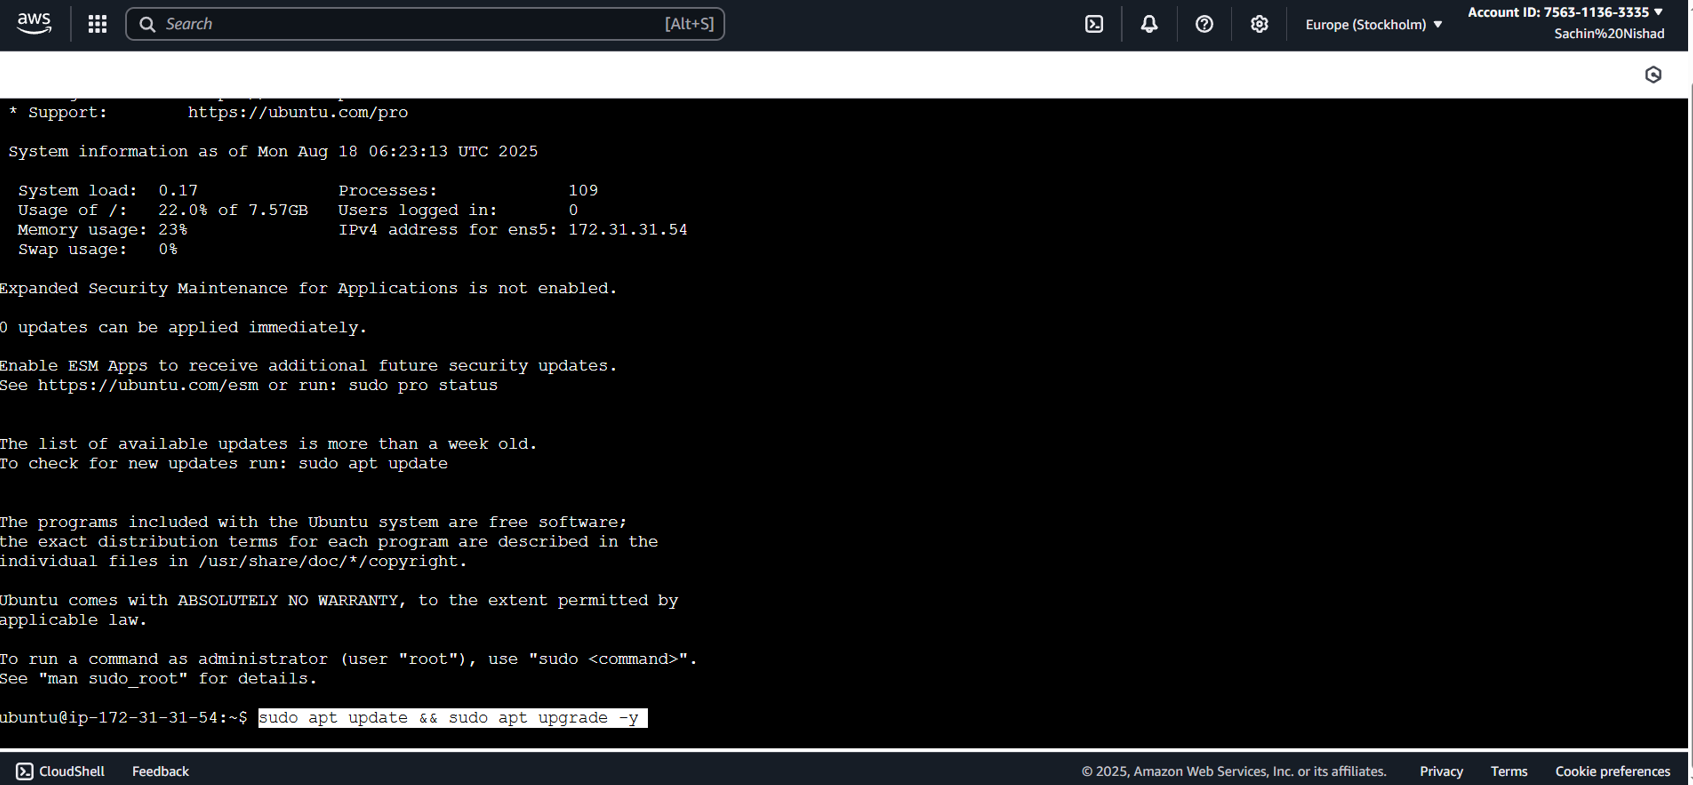 aws
Search [Alt+S]
Europe (Stockholm)
Account ID: 7563-1136-3335
Sachin%20Nishad
* Support: https://ubuntu.com/pro
System information as of Mon Aug 18 06:23:13 UTC 2025
System load: 0.17 Processes: 109
Usage of /: 22.0% of 7.57GB Users logged in: 0
Memory usage: 23% IPv4 address for ens5: 172.31.31.54
Swap usage: 0%
Expanded Security Maintenance for Applications is not enabled.
0 updates can be applied immediately.
Enable ESM Apps to receive additional future security updates.
See https://ubuntu.com/esm or run: sudo pro status
The list of available updates is more than a week old.
To check for new updates run: sudo apt update
The programs included with the Ubuntu system are free software;
the exact distribution terms for each program are described in the
individual files in /usr/share/doc/*/copyright.
Ubuntu comes with ABSOLUTELY NO WARRANTY, to the extent permitted by
applicable law.
To run a command as administrator (user "root"), use "sudo <command>".
See "man sudo_root" for details.
ubuntu@ip-172-31-31-54:~$ sudo apt update && sudo apt upgrade -y
CloudShell Feedback © 2025, Amazon Web Services, Inc. or its affiliates. Privacy Terms Cookie preferences